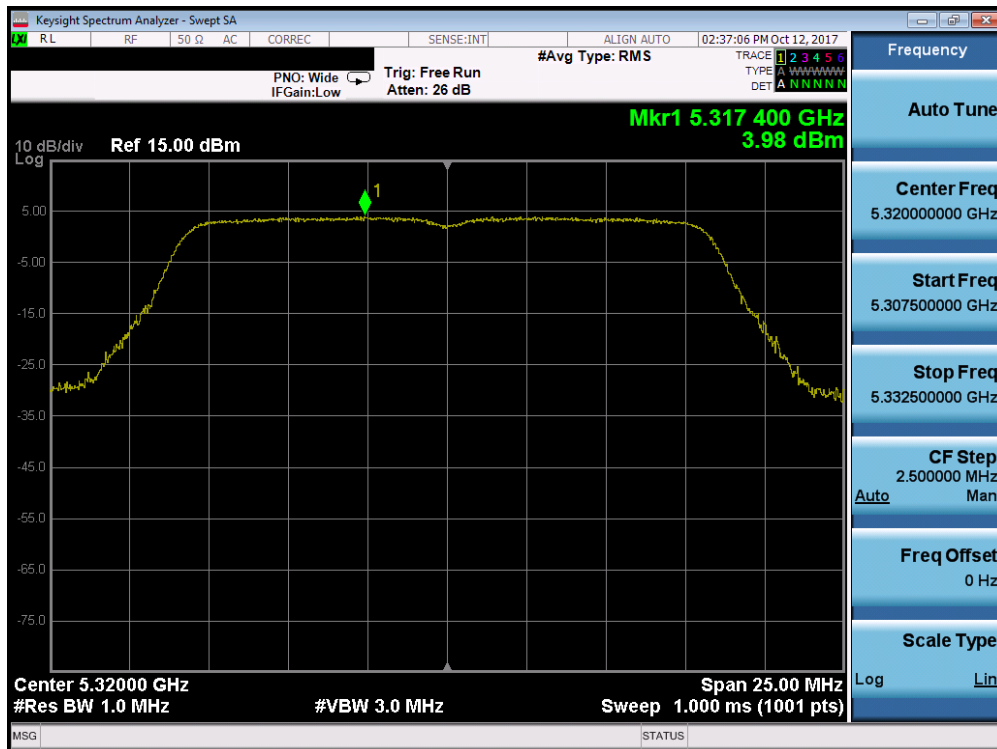 Keysight Spectrum Analyzer - Swept SA
LXI RL RF 50 Ω AC CORREC SENSE:INT ALIGN AUTO 02:37:06 PM Oct 12, 2017
PNO: Wide
IFGain:Low
Trig: Free Run
Atten: 26 dB
#Avg Type: RMS
TRACE 1 2 3 4 5 6
TYPE A WWWWW
DET A N N N N N
Mkr1 5.317 400 GHz
3.98 dBm
10 dB/div Ref 15.00 dBm
Log
1
5.00
-5.00
-15.0
-25.0
-35.0
-45.0
-55.0
-65.0
-75.0
Center 5.32000 GHz Span 25.00 MHz
#Res BW 1.0 MHz #VBW 3.0 MHz Sweep 1.000 ms (1001 pts)
MSG STATUS
Frequency
Auto Tune
Center Freq
5.320000000 GHz
Start Freq
5.307500000 GHz
Stop Freq
5.332500000 GHz
CF Step
2.500000 MHz
Auto Man
Freq Offset
0 Hz
Scale Type
Log Lin